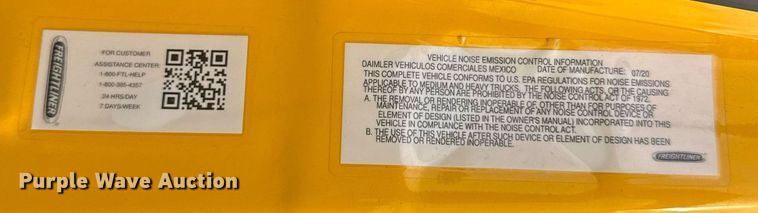 FREIGHTLINER
FOR CUSTOMER
ASSISTANCE CENTER:
1-800-FTL-HELP
1-800-385-4357
24 HRS/DAY
7 DAYS/WEEK
VEHICLE NOISE EMISSION CONTROL INFORMATION
DAIMLER VEHICULOS COMERCIALES MEXICO DATE OF MANUFACTURE: 07/20
THIS COMPLETE VEHICLE CONFORMS TO U.S. EPA REGULATIONS FOR NOISE EMISSIONS
APPLICABLE TO MEDIUM AND HEAVY TRUCKS. THE FOLLOWING ACTS, OR THE CAUSING
THEREOF BY ANY PERSON ARE PROHIBITED BY THE NOISE CONTROL ACT OF 1972.
A. THE REMOVAL OR RENDERING INOPERABLE OF, OTHER THAN FOR PURPOSES OF
MAINTENANCE, REPAIR OR REPLACEMENT OF ANY NOISE CONTROL DEVICE OR
ELEMENT OF DESIGN (LISTED IN THE OWNER'S MANUAL) INCORPORATED INTO THIS
VEHICLE IN COMPLIANCE WITH THE NOISE CONTROL ACT.
B. THE USE OF THIS VEHICLE AFTER SUCH DEVICE OR ELEMENT OF DESIGN HAS BEEN
REMOVED OR RENDERED INOPERABLE.
FREIGHTLINER
Purple Wave Auction